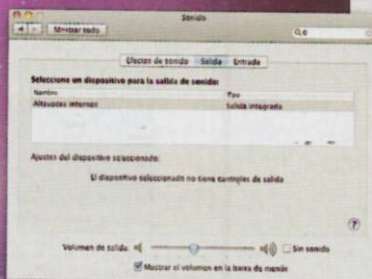 Sonido
Mostrar todo
Efectos de sonido Salida Entrada
Seleccione un dispositivo para la salida de sonido:
Nombre Tipo
Altavoces internos Salida integrada
Ajustes del dispositivo seleccionado:
El dispositivo seleccionado no tiene controles de salida
Volumen de salida: Sin sonido
Mostrar el volumen en la barra de menús